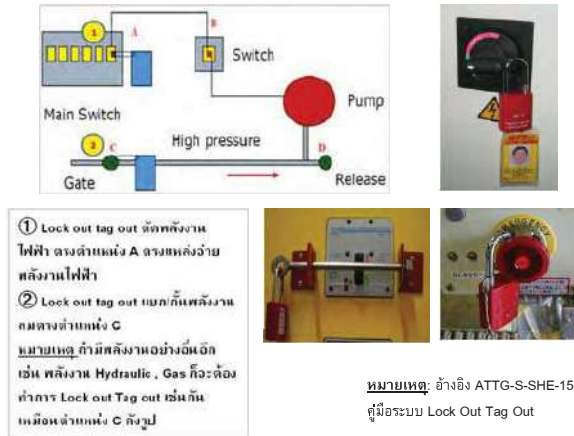 1
A
B
Switch
Main Switch
Pump
2
C
High pressure
D
Gate
Release
① Lock out tag out ตัดพลังงาน
ไฟฟ้า ตรงตำแหน่ง A ตรงแหล่งจ่าย
พลังงานไฟฟ้า
② Lock out tag out แยก/กั้นพลังงาน
ลมตรงตำแหน่ง C
หมายเหตุ ถ้ามีพลังงานอย่างอื่นอีก
เช่น พลังงาน Hydraulic , Gas ก็จะต้อง
ทำการ Lock out Tag out เช่นกัน
เหมือนตำแหน่ง C ดังรูป
หมายเหตุ: อ้างอิง ATTG-S-SHE-15
คู่มือระบบ Lock Out Tag Out